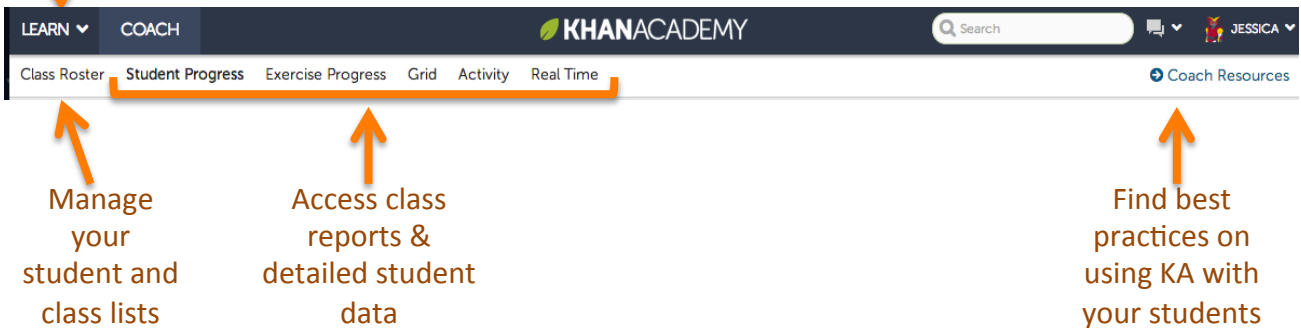 LEARN COACH KHANACADEMY Search JESSICA
Class Roster Student Progress Exercise Progress Grid Activity Real Time Coach Resources
Manage
your
student and
class lists
Access class
reports &
detailed student
data
Find best
practices on
using KA with
your students